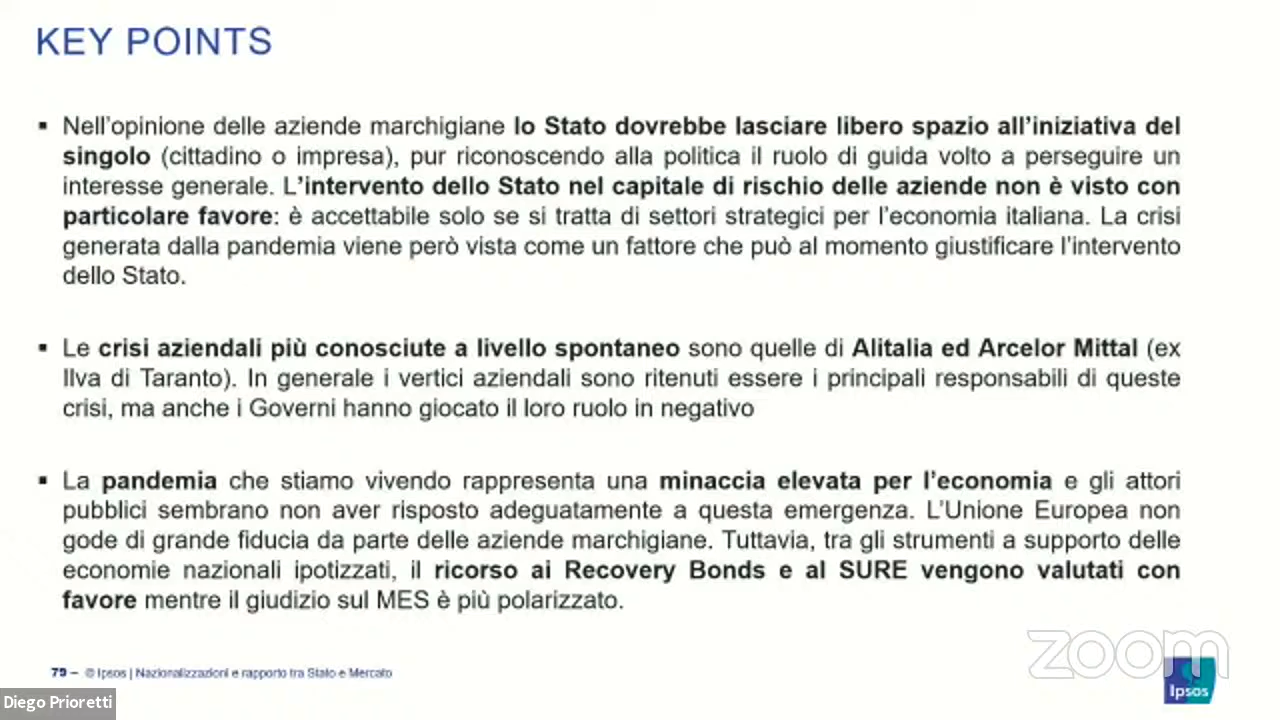 KEY POINTS
▪ Nell'opinione delle aziende marchigiane lo Stato dovrebbe lasciare libero spazio all'iniziativa del
singolo (cittadino o impresa), pur riconoscendo alla politica il ruolo di guida volto a perseguire un
interesse generale. L'intervento dello Stato nel capitale di rischio delle aziende non è visto con
particolare favore: è accettabile solo se si tratta di settori strategici per l'economia italiana. La crisi
generata dalla pandemia viene però vista come un fattore che può al momento giustificare l'intervento
dello Stato.
▪ Le crisi aziendali più conosciute a livello spontaneo sono quelle di Alitalia ed Arcelor Mittal (ex
Ilva di Taranto). In generale i vertici aziendali sono ritenuti essere i principali responsabili di queste
crisi, ma anche i Governi hanno giocato il loro ruolo in negativo
▪ La pandemia che stiamo vivendo rappresenta una minaccia elevata per l'economia e gli attori
pubblici sembrano non aver risposto adeguatamente a questa emergenza. L'Unione Europea non
gode di grande fiducia da parte delle aziende marchigiane. Tuttavia, tra gli strumenti a supporto delle
economie nazionali ipotizzati, il ricorso ai Recovery Bonds e al SURE vengono valutati con
favore mentre il giudizio sul MES è più polarizzato.
79 – © Ipsos | Nazionalizzazioni e rapporto tra Stato e Mercato
zoom
Ipsos
Diego Prioretti